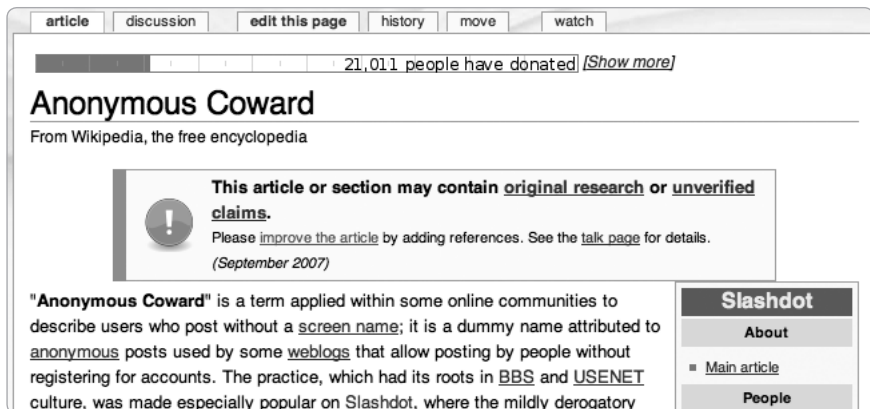 article discussion edit this page history move watch
21,011 people have donated [Show more]
Anonymous Coward
From Wikipedia, the free encyclopedia
This article or section may contain original research or unverified
claims.
Please improve the article by adding references. See the talk page for details.
(September 2007)
"Anonymous Coward" is a term applied within some online communities to
describe users who post without a screen name; it is a dummy name attributed to
anonymous posts used by some weblogs that allow posting by people without
registering for accounts. The practice, which had its roots in BBS and USENET
culture, was made especially popular on Slashdot, where the mildly derogatory
Slashdot
About
Main article
People